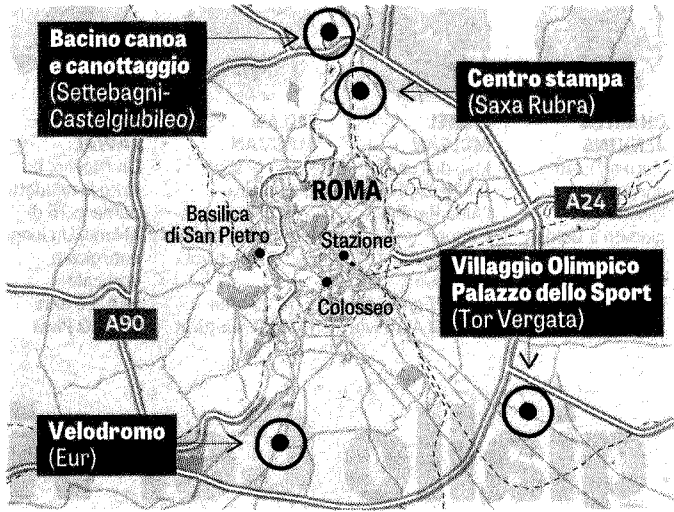 Bacino canoa
e canottaggio
(Settebagni-
Castelgiubileo)
Centro stampa
(Saxa Rubra)
ROMA
A24
Basilica
di San Pietro
Stazione
Colosseo
Villaggio Olimpico
Palazzo dello Sport
(Tor Vergata)
A90
Velodromo
(Eur)